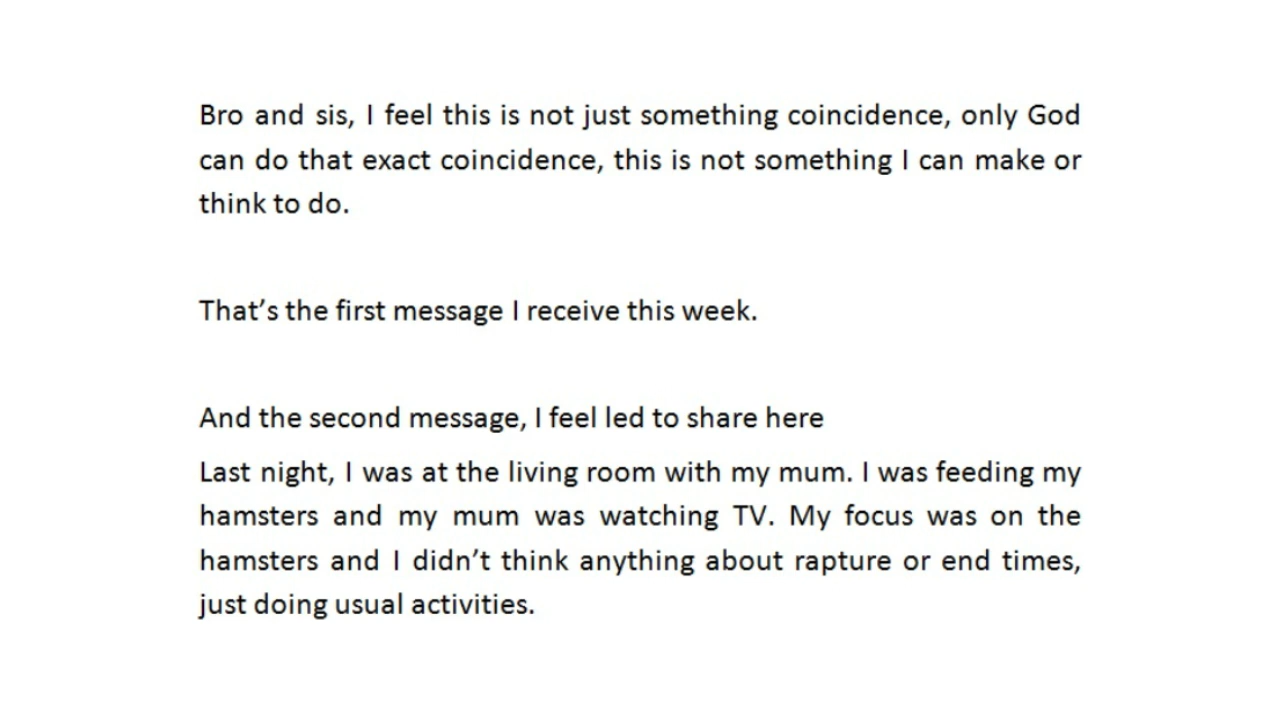 Bro and sis, I feel this is not just something coincidence, only God
can do that exact coincidence, this is not something I can make or
think to do.
That’s the first message I receive this week.
And the second message, I feel led to share here
Last night, I was at the living room with my mum. I was feeding my
hamsters and my mum was watching TV. My focus was on the
hamsters and I didn’t think anything about rapture or end times,
just doing usual activities.